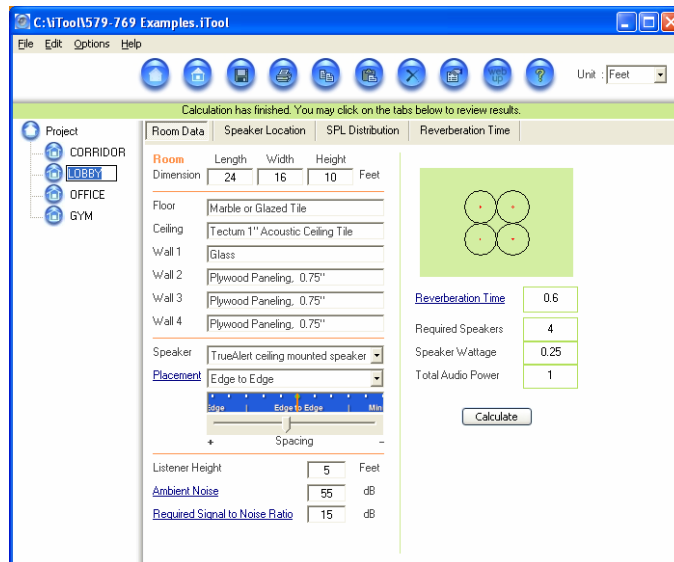 C:\iTool\579-769 Examples.iTool
File Edit Options Help
web up ? Unit : Feet
Calculation has finished. You may click on the tabs below to review results.
Project
CORRIDOR
LOBBY
OFFICE
GYM
Room Data Speaker Location SPL Distribution Reverberation Time
Room Length Width Height
Dimension 24 16 10 Feet
Floor Marble or Glazed Tile
Ceiling Tectum 1" Acoustic Ceiling Tile
Wall 1 Glass
Wall 2 Plywood Paneling, 0.75"
Wall 3 Plywood Paneling, 0.75"
Wall 4 Plywood Paneling, 0.75"
Speaker TrueAlert ceiling mounted speaker
Placement Edge to Edge
Edge | Edge to Edge | Min
+ Spacing -
Listener Height 5 Feet
Ambient Noise 55 dB
Required Signal to Noise Ratio 15 dB
Reverberation Time 0.6
Required Speakers 4
Speaker Wattage 0.25
Total Audio Power 1
Calculate